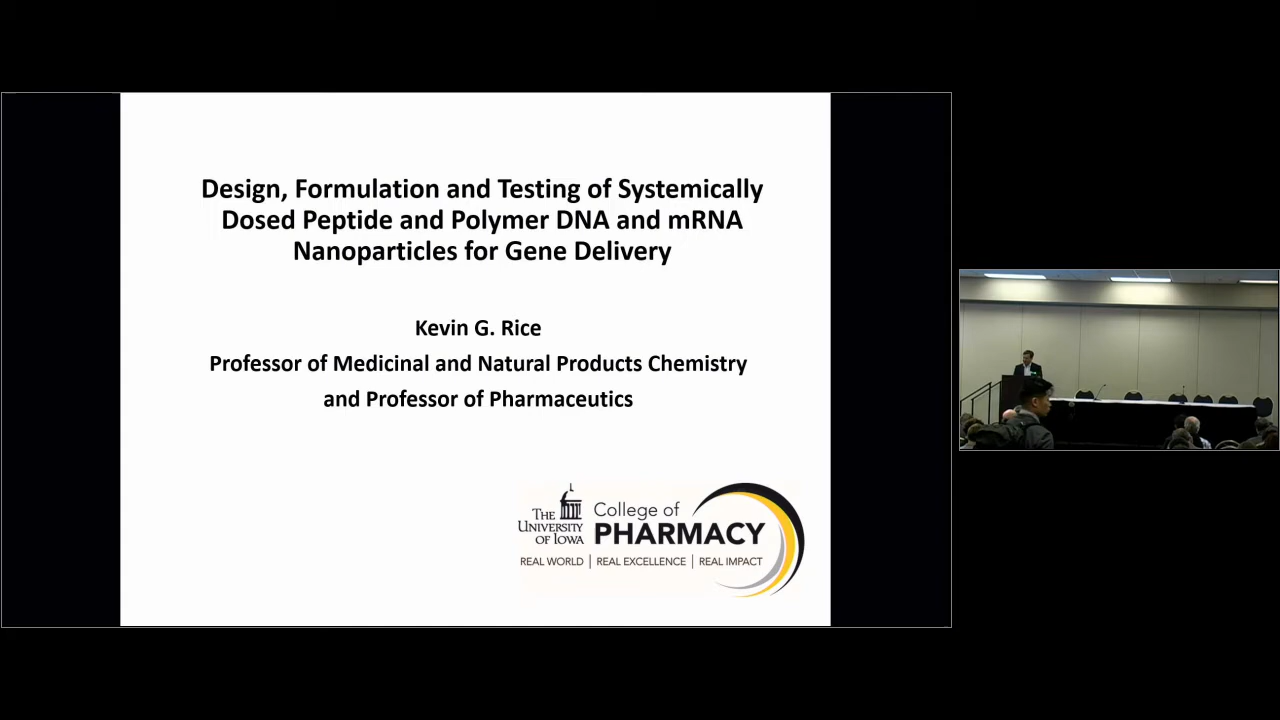 Design, Formulation and Testing of Systemically
Dosed Peptide and Polymer DNA and mRNA
Nanoparticles for Gene Delivery
Kevin G. Rice
Professor of Medicinal and Natural Products Chemistry
and Professor of Pharmaceutics
THE
UNIVERSITY
OF IOWA
College of
PHARMACY
REAL WORLD | REAL EXCELLENCE | REAL IMPACT